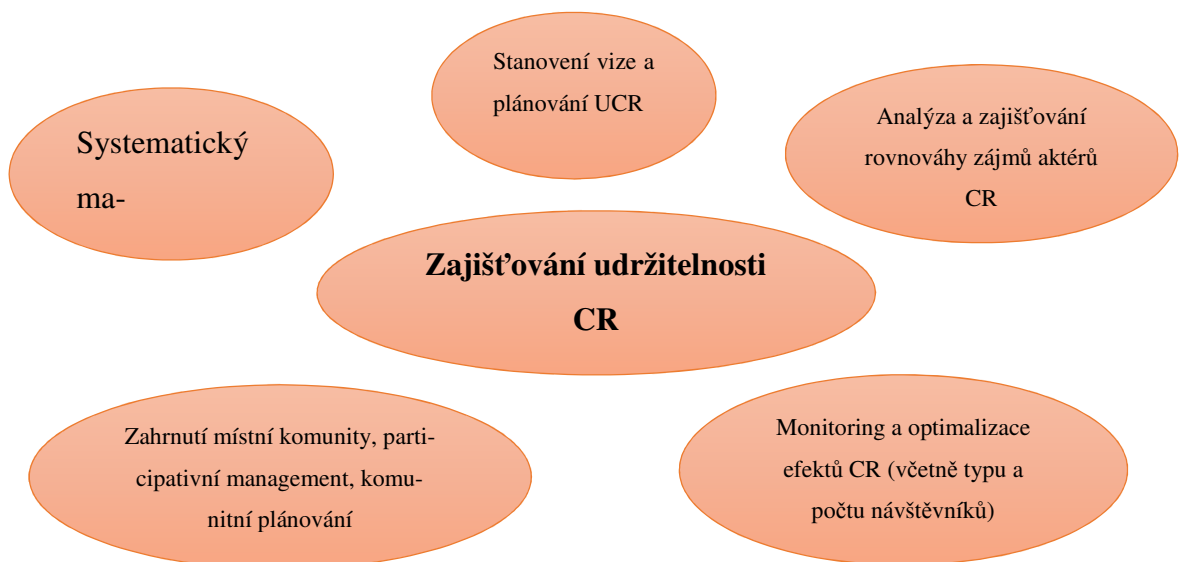 Stanovení vize a
plánování UCR
Systematický
ma-
Analýza a zajišťování
rovnováhy zájmů aktérů
CR
Zajišťování udržitelnosti
CR
Zahrnutí místní komunity, parti-
cipativní management, komu-
nitní plánování
Monitoring a optimalizace
efektů CR (včetně typu a
počtu návštěvníků)